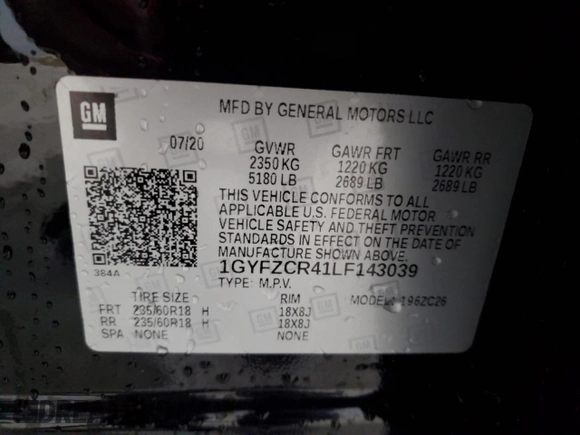 GM
MFD BY GENERAL MOTORS LLC
07/20
GVWR GAWR FRT GAWR RR
2350 KG 1220 KG 1220 KG
5180 LB 2689 LB 2689 LB
THIS VEHICLE CONFORMS TO ALL
APPLICABLE U.S. FEDERAL MOTOR
VEHICLE SAFETY AND THEFT
STANDARDS IN EFFECT ON THE DATE OF
MANUFACTURE SHOWN ABOVE.
384A
1GYFZCR41LF143039
TYPE: M.P.V. MODEL: 196ZC26
TIRE SIZE RIM
FRT 235/60R18 H 18X8J
RR 235/60R18 H 18X8J
SPA NONE NONE